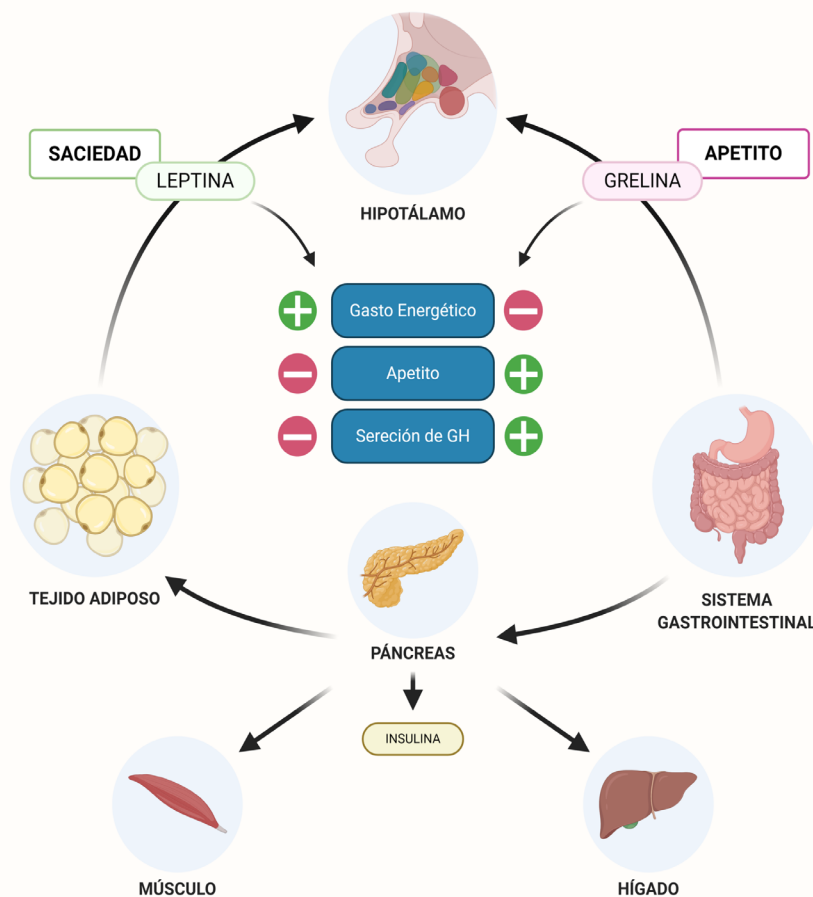 HIPOTÁLAMO
SACIEDAD
LEPTINA
APETITO
GRELINA
Gasto Energético
Apetito
Sereción de GH
TEJIDO ADIPOSO
PÁNCREAS
SISTEMA
GASTROINTESTINAL
INSULINA
MÚSCULO
HÍGADO